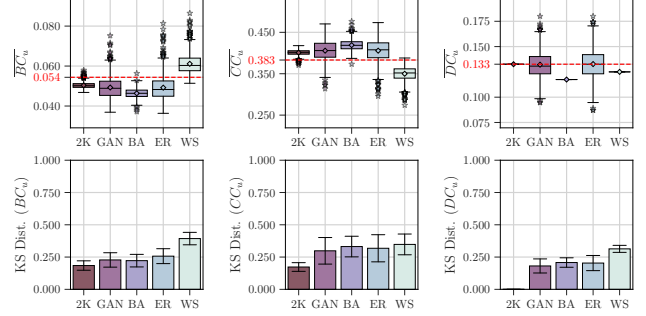 0.175
0.150
0.133
0.125
0.100
0.075
0.450
0.383
0.350
0.250
0.080
0.060
0.054
0.040
BC_u
CC_u
DC_u
2K GAN BA ER WS
2K GAN BA ER WS
2K GAN BA ER WS
KS Dist. (BC_u)
1.000
0.750
0.500
0.250
0.000
2K GAN BA ER WS
KS Dist. (CC_u)
1.000
0.750
0.500
0.250
0.000
2K GAN BA ER WS
KS Dist. (DC_u)
1.000
0.750
0.500
0.250
0.000
2K GAN BA ER WS